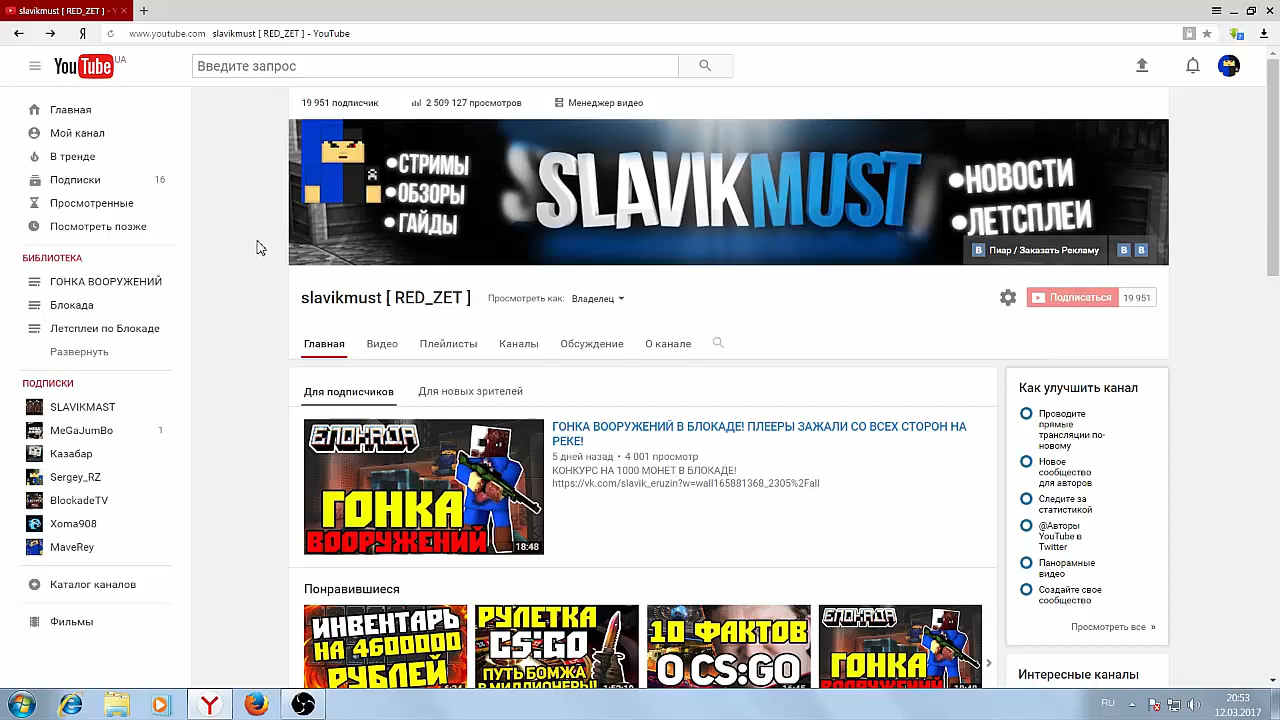 slavikmust [ RED_ZET ]
www.youtube.com slavikmust [ RED_ZET ] - YouTube
YouTube UA
Введите запрос
Главная
Мой канал
В тренде
Подписки 16
Просмотренные
Посмотреть позже
БИБЛИОТЕКА
ГОНКА ВООРУЖЕНИЙ
Блокада
Летсплеи по Блокаде
Развернуть
ПОДПИСКИ
SLAVIKMAST
MeGaJumBo 1
Казабар
Sergey_RZ
BlockadeTV
Xoma908
MaveRey
Каталог каналов
Фильмы
19 951 подписчик
2 509 127 просмотров
Менеджер видео
•СТРИМЫ
•ОБЗОРЫ
•ГАЙДЫ
SLAVIKMUST
•НОВОСТИ
•ЛЕТСПЛЕИ
Пиар / Заказать Рекламу
slavikmust [ RED_ZET ]
Просмотреть как: Владелец
Подписаться 19 951
Главная Видео Плейлисты Каналы Обсуждение О канале
Для подписчиков Для новых зрителей
БЛОКАДА
ГОНКА
ВООРУЖЕНИЙ
18:48
ГОНКА ВООРУЖЕНИЙ В БЛОКАДЕ! ПЛЕЕРЫ ЗАЖАЛИ СО ВСЕХ СТОРОН НА
РЕКЕ!
5 дней назад • 4 001 просмотр
КОНКУРС НА 1000 МОНЕТ В БЛОКАДЕ!
https://vk.com/slavik_eruzin?w=wall165881368_2305%2Fall
Понравившиеся
ИНВЕНТАРЬ
НА 460000
РУБЛЕЙ
РУЛЕТКА
CS:GO
ПУТЬ БОМЖА
В МИЛЛИОНЕРЫ!
10 ФАКТОВ
О CS:GO
БЛОКАДА
ГОНКА
ВООРУЖЕНИЙ
Как улучшить канал
Проводите
прямые
трансляции по-
новому
Новое
сообщество
для авторов
Следите за
статистикой
@Авторы
YouTube в
Twitter
Панорамные
видео
Создайте свое
сообщество
Просмотреть все »
Интересные каналы
RU
20:53
12.03.2017